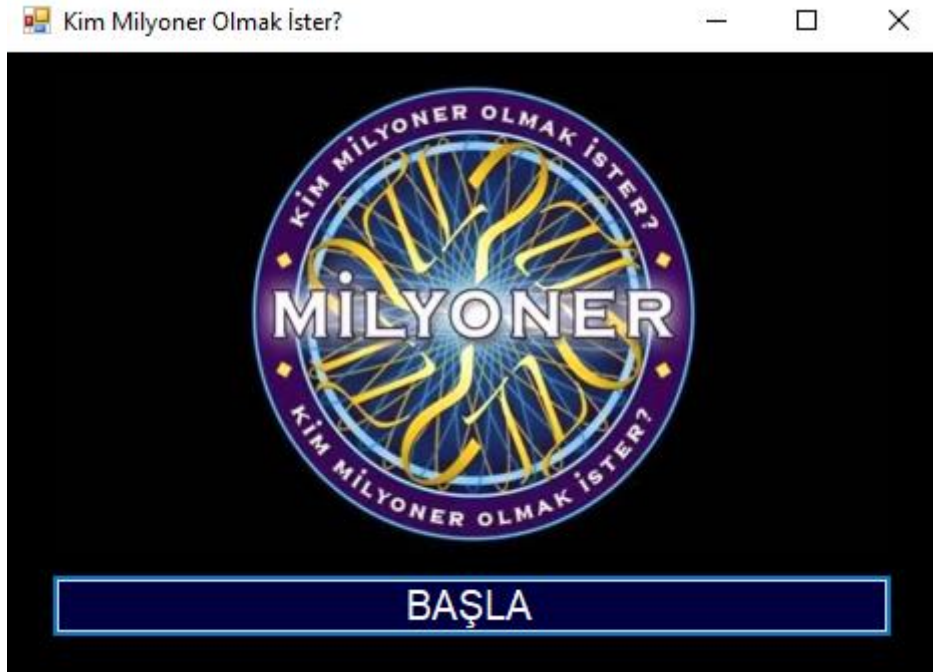 Kim Milyoner Olmak İster?
KİM MİLYONER OLMAK İSTER?
MİLYONER
KİM MİLYONER OLMAK İSTER?
BAŞLA